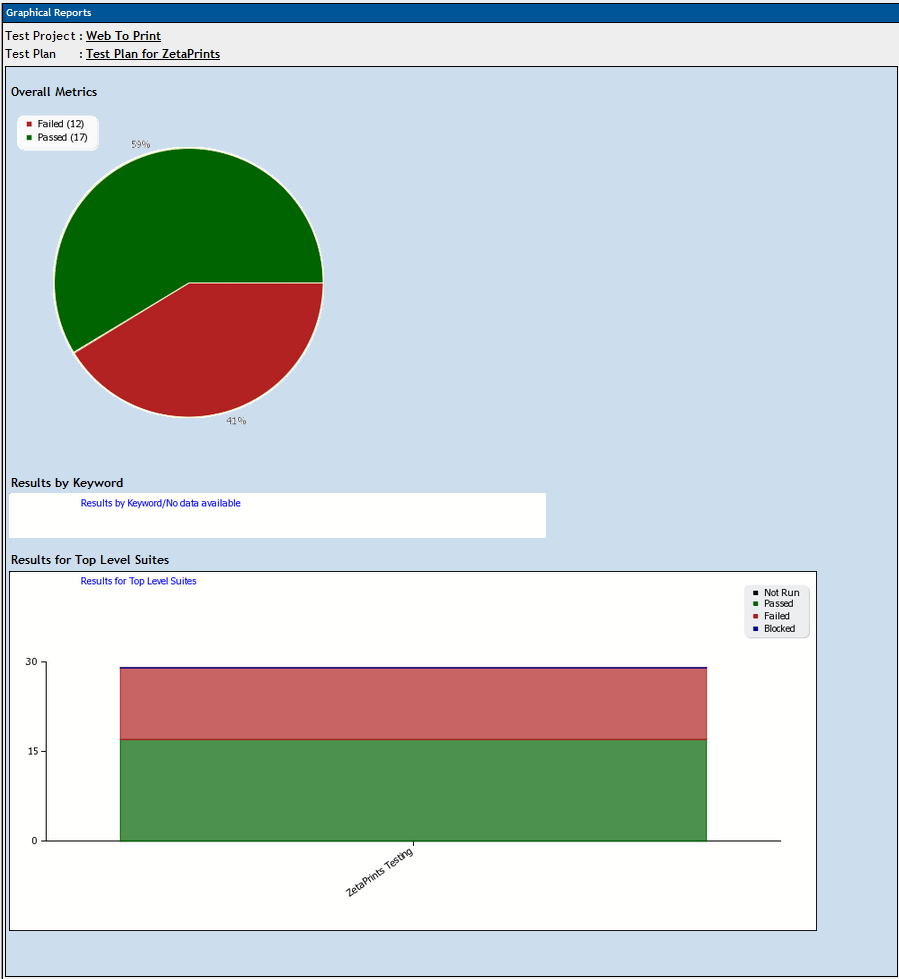 Graphical Reports
Test Project : Web To Print
Test Plan : Test Plan for ZetaPrints
Overall Metrics
Failed (12)
Passed (17)
59%
41%
Results by Keyword
Results by Keyword/No data available
Results for Top Level Suites
Results for Top Level Suites
Not Run
Passed
Failed
Blocked
30
15
0
ZetaPrints Testing